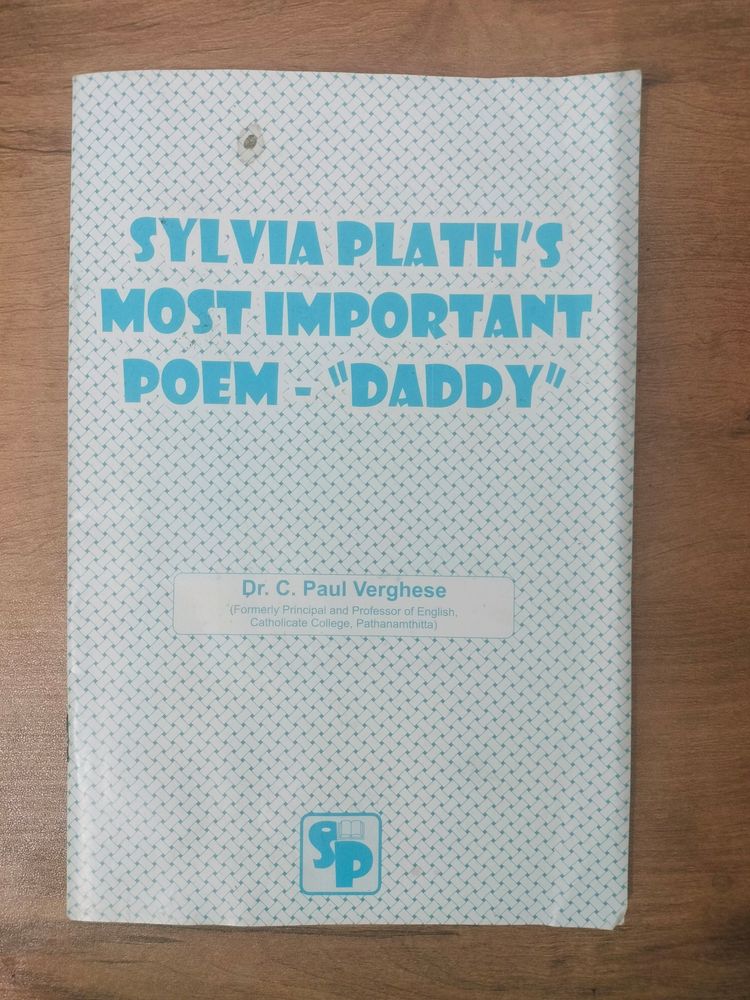 SYLVIA PLATH'S
MOST IMPORTANT
POEM - "DADDY"
Dr. C. Paul Verghese
(Formerly Principal and Professor of English,
Catholicate College, Pathanamthitta)
SP